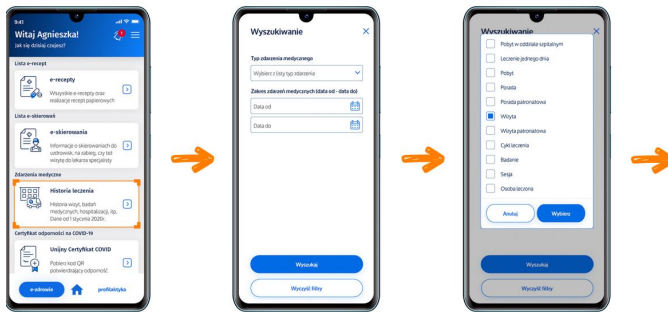 9:41
Witaj Agnieszka!
Jak się dzisiaj czujesz?
Lista e-recept
e-recepty
Wszystkie e-recepty oraz
realizacje recept papierowych
Lista e-skierowań
e-skierowania
Informacje o skierowaniach do
uzdrowisk, na zabieg, czy też
wizytę do lekarza specjalisty
Zdarzenia medyczne
Historia leczenia
Historia wizyt, badań
medycznych, hospitalizacji, itp.
Dane od 1 stycznia 2020r.
Certyfikat odporności na COVID-19
Unijny Certyfikat COVID
Pobierz kod QR
potwierdzający odporność
e-zdrowie
profilaktyka
Wyszukiwanie
Typ zdarzenia medycznego
Wybierz z listy typ zdarzenia
Zakres zdarzeń medycznych (data od - data do)
Data od
Data do
Wyszukaj
Wyczyść filtry
Wyszukiwanie
Pobyt w oddziale szpitalnym
Leczenie jednego dnia
Pobyt
Porada
Porada patronażowa
Wizyta
Wizyta patronażowa
Cykl leczenia
Badanie
Sesja
Osoba leczona
Anuluj
Wybierz
Wyszukaj
Wyczyść filtry